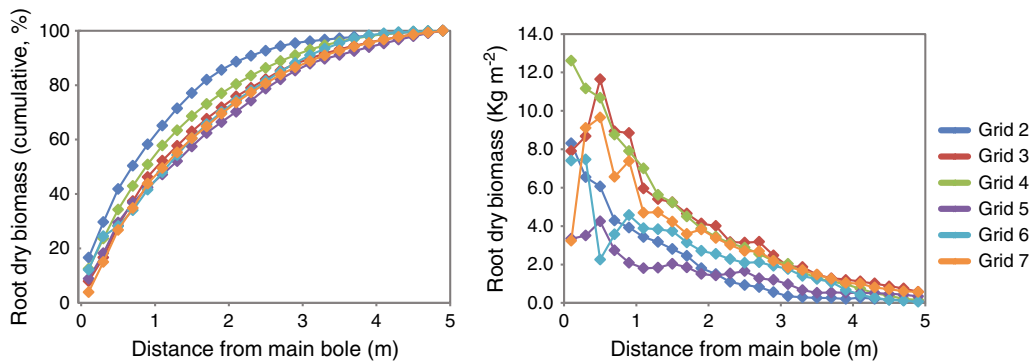 Root dry biomass (cumulative, %)
100
80
60
40
20
0
0
1
2
3
4
5
Distance from main bole (m)
Root dry biomass (Kg m-2)
14.0
12.0
10.0
8.0
6.0
4.0
2.0
0.0
0
1
2
3
4
5
Distance from main bole (m)
Grid 2
Grid 3
Grid 4
Grid 5
Grid 6
Grid 7